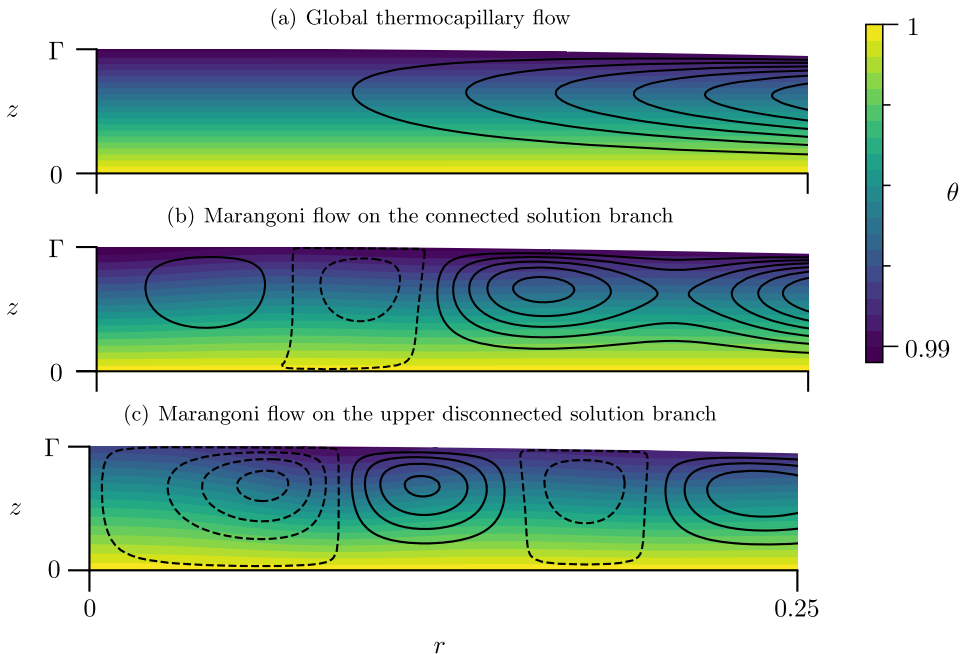 (a) Global thermocapillary flow
Γ
z
0
(b) Marangoni flow on the connected solution branch
Γ
z
0
(c) Marangoni flow on the upper disconnected solution branch
Γ
z
0
0
0.25
r
1
θ
0.99